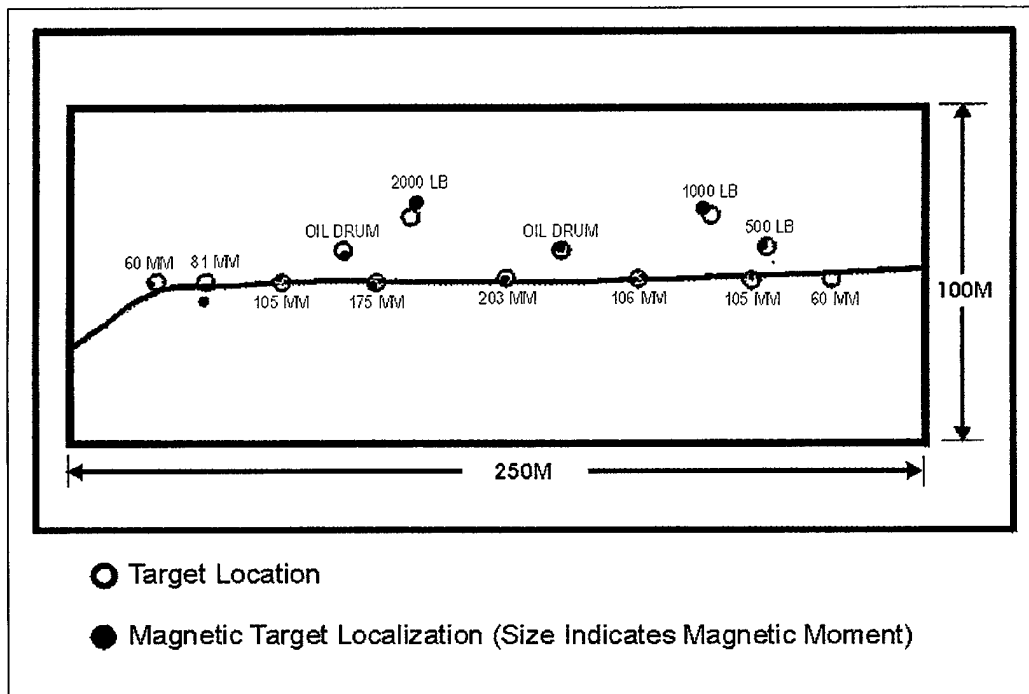 2000 LB
1000 LB
OIL DRUM
OIL DRUM
500 LB
60 MM
81 MM
105 MM
175 MM
203 MM
106 MM
105 MM
60 MM
100M
250M
Target Location
Magnetic Target Localization (Size Indicates Magnetic Moment)